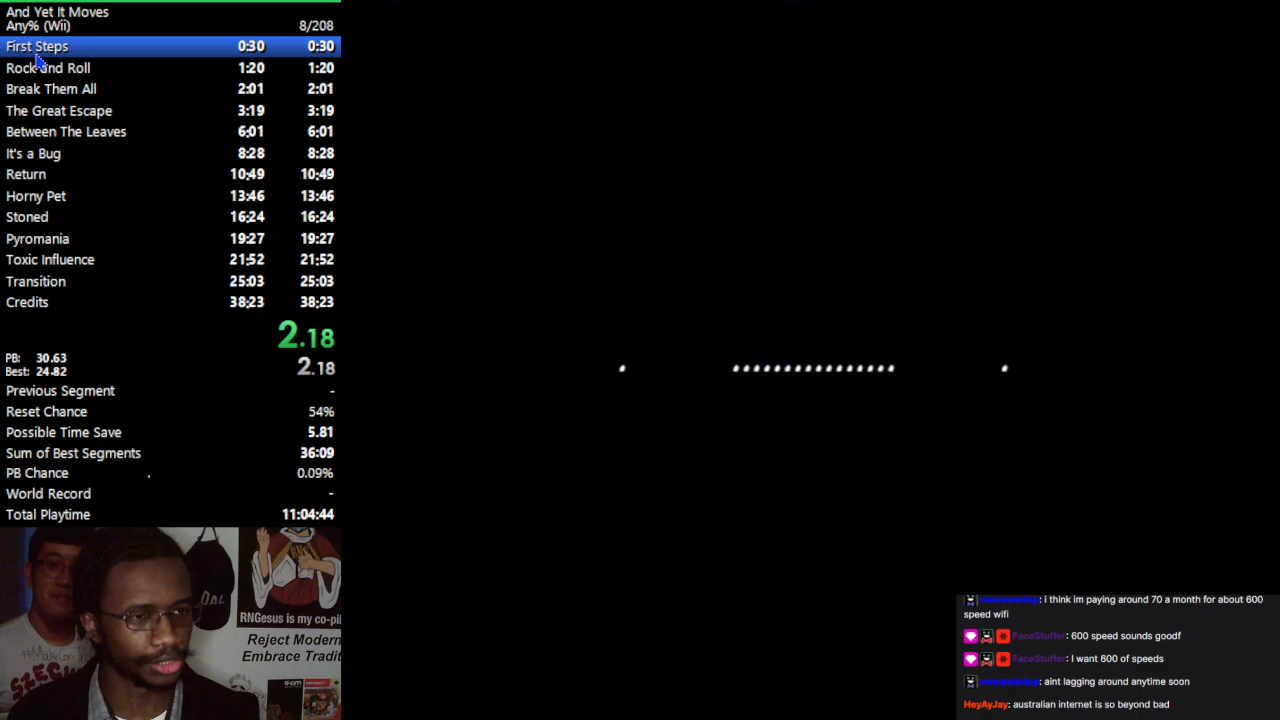 And Yet It Moves
Any% (Wii) 8/208
First Steps 0:30 0:30
Rock and Roll 1:20 1:20
Break Them All 2:01 2:01
The Great Escape 3:19 3:19
Between The Leaves 6:01 6:01
It's a Bug 8:28 8:28
Return 10:49 10:49
Horny Pet 13:46 13:46
Stoned 16:24 16:24
Pyromania 19:27 19:27
Toxic Influence 21:52 21:52
Transition 25:03 25:03
Credits 38:23 38:23
2.18
PB: 30.63
Best: 24.82 2.18
Previous Segment -
Reset Chance 54%
Possible Time Save 5.81
Sum of Best Segments 36:09
PB Chance 0.09%
World Record -
Total Playtime 11:04:44
RNGesus is my co-pil
Reject Modern
Embrace Tradit
: i think im paying around 70 a month for about 600
speed wifi
FaceStuffer: 600 speed sounds goodf
FaceStuffer: I want 600 of speeds
: aint lagging around anytime soon
HeyAyJay: australian internet is so beyond bad